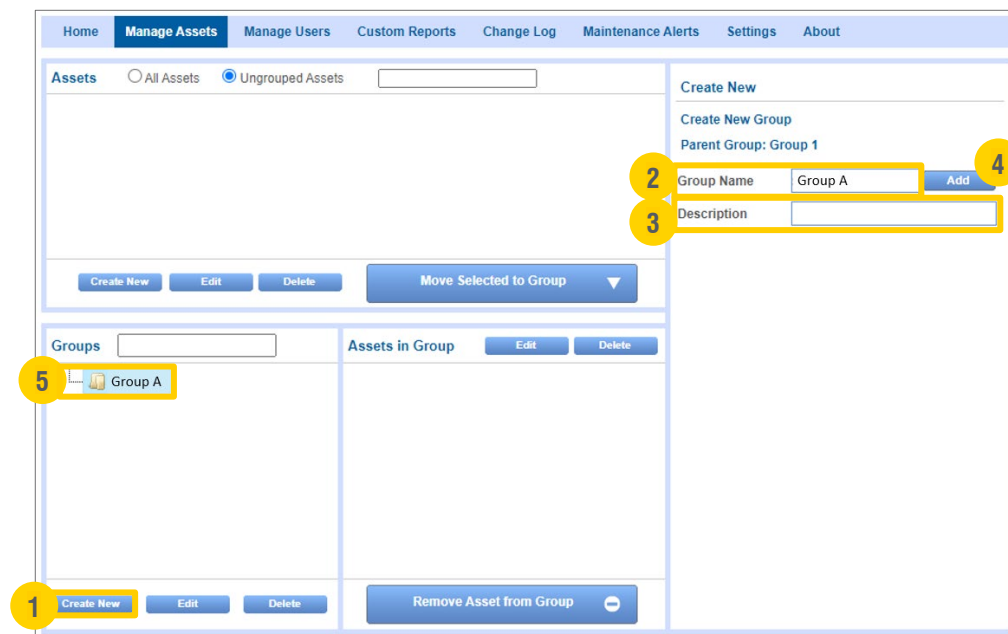 Home Manage Assets Manage Users Custom Reports Change Log Maintenance Alerts Settings About
Assets All Assets Ungrouped Assets
Create New Edit Delete Move Selected to Group
Create New
Create New Group
Parent Group: Group 1
2 Group Name Group A Add 4
3 Description
Groups
5 Group A
1 Create New Edit Delete
Assets in Group Edit Delete
Remove Asset from Group